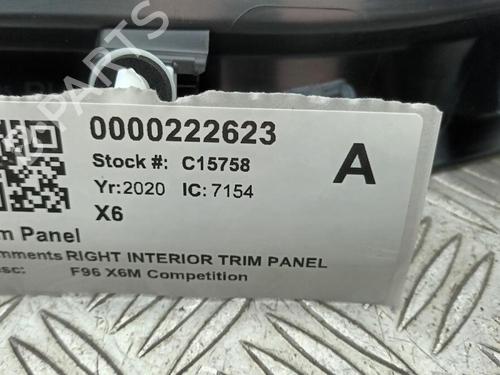 0000222623
Stock #: C15758
A
Yr: 2020 IC: 7154
X6
m Panel
mments RIGHT INTERIOR TRIM PANEL
esc: F96 X6M Competition
PARTS